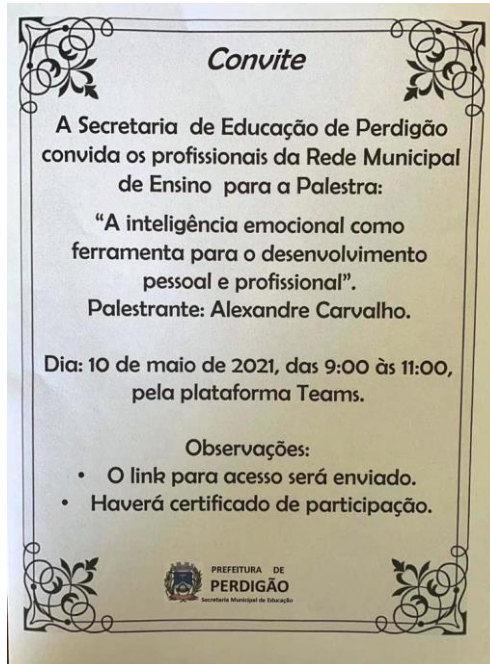 Convite
A Secretaria de Educação de Perdigão
convida os profissionais da Rede Municipal
de Ensino para a Palestra:
“A inteligência emocional como
ferramenta para o desenvolvimento
pessoal e profissional”.
Palestrante: Alexandre Carvalho.
Dia: 10 de maio de 2021, das 9:00 às 11:00,
pela plataforma Teams.
Observações:
• O link para acesso será enviado.
• Haverá certificado de participação.
PREFEITURA DE
PERDIGÃO
Secretaria Municipal de Educação